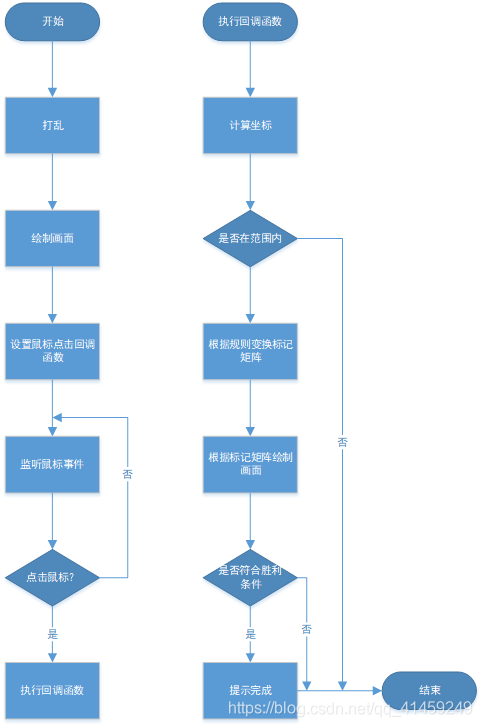 开始
打乱
绘制画面
设置鼠标点击回调
函数
监听鼠标事件
否
点击鼠标?
是
执行回调函数
执行回调函数
计算坐标
是否在范围内
根据规则变换标记
矩阵
否
根据标记矩阵绘制
画面
是否符合胜利
条件
否
是
提示完成
结束
https://blog.csdn.net/qq_41459249